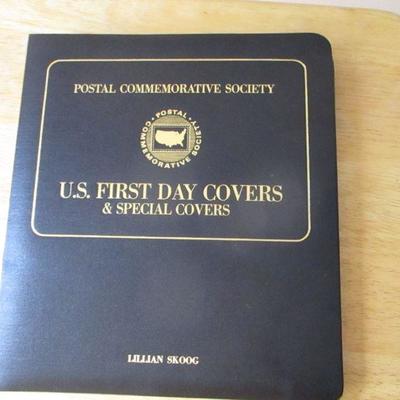 POSTAL COMMEMORATIVE SOCIETY
POSTAL
COMMEMORATIVE SOCIETY
U.S. FIRST DAY COVERS
& SPECIAL COVERS
LILLIAN SKOOG